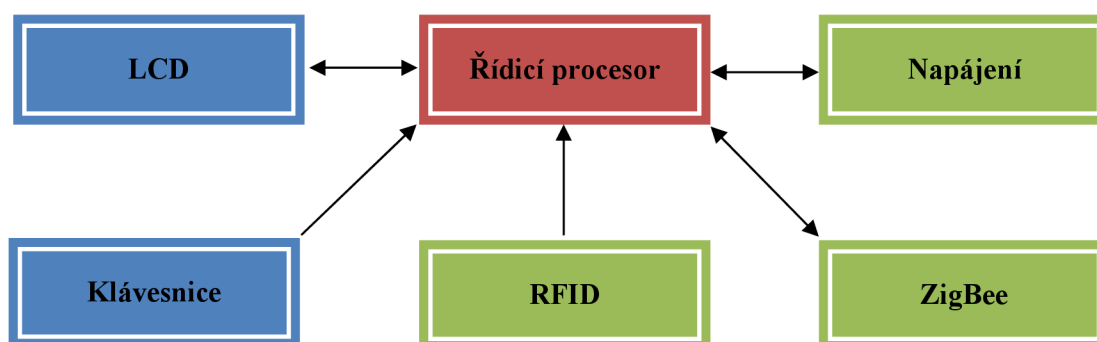 LCD
Řídicí procesor
Napájení
Klávesnice
RFID
ZigBee